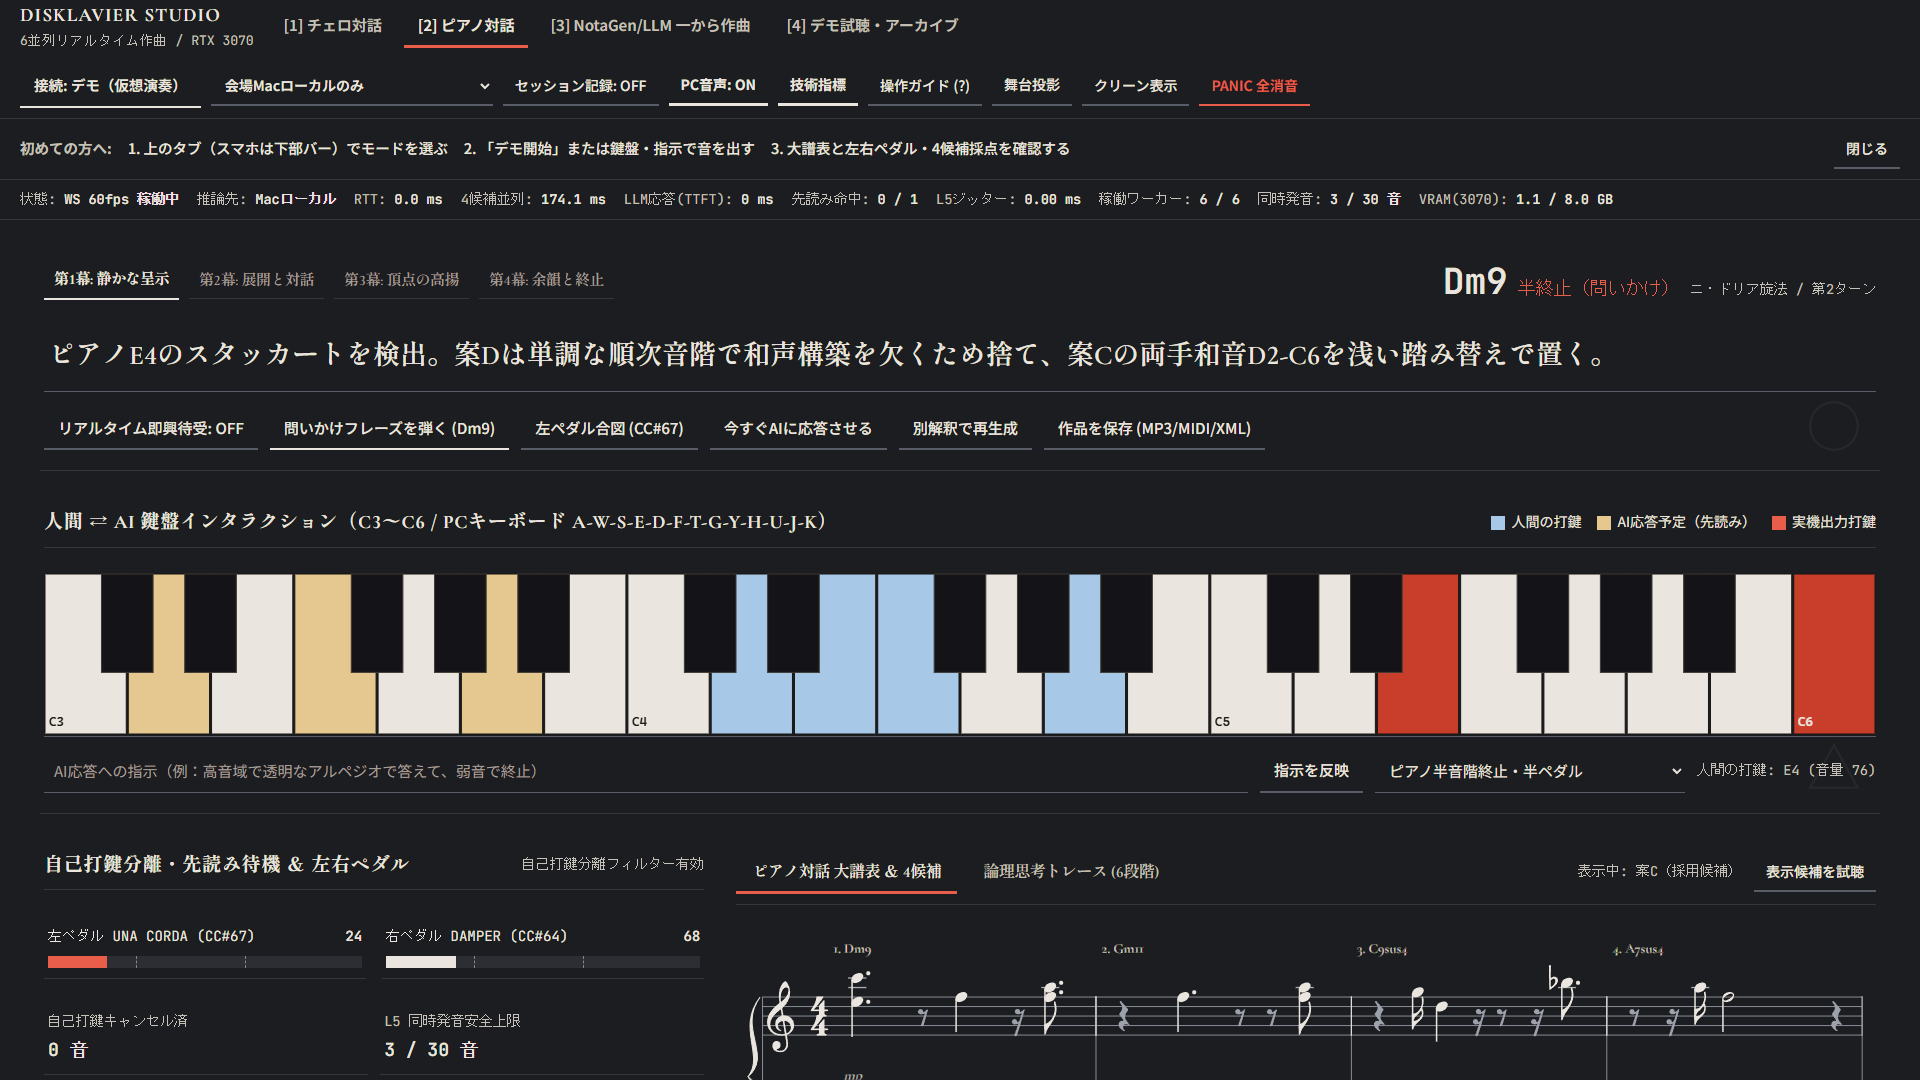 DISKLAVIER STUDIO
6並列リアルタイム作曲 / RTX 3070
[1] チェロ対話
[2] ピアノ対話
[3] NotaGen/LLM 一から作曲
[4] デモ試聴・アーカイブ
接続: デモ（仮想演奏）
会場Macローカルのみ
セッション記録: OFF
PC音声: ON
技術指標
操作ガイド (?)
舞台投影
クリーン表示
PANIC 全消音
初めての方へ: 1. 上のタブ（スマホは下部バー）でモードを選ぶ 2. 「デモ開始」または鍵盤・指示で音を出す 3. 大譜表と左右ペダル・4候補採点を確認する
閉じる
状態: WS 60fps 稼働中 推論先: Macローカル RTT: 0.0 ms 4候補並列: 174.1 ms LLM応答(TTFT): 0 ms 先読み命中: 0 / 1 L5ジッター: 0.00 ms 稼働ワーカー: 6 / 6 同時発音: 3 / 30 音 VRAM(3070): 1.1 / 8.0 GB
第1幕: 静かな呈示
第2幕: 展開と対話
第3幕: 頂点の高揚
第4幕: 余韻と終止
Dm9 半終止（問いかけ） ニ・ドリア旋法 / 第2ターン
ピアノE4のスタッカートを検出。案Dは単調な順次音階で和声構築を欠くため捨て、案Cの両手和音D2-C6を浅い踏み替えで置く。
リアルタイム即興待受: OFF
問いかけフレーズを弾く (Dm9)
左ペダル合図 (CC#67)
今すぐAIに応答させる
別解釈で再生成
作品を保存 (MP3/MIDI/XML)
人間 ⇄ AI 鍵盤インタラクション（C3〜C6 / PCキーボード A-W-S-E-D-F-T-G-Y-H-U-J-K）
人間の打鍵 AI応答予定（先読み） 実機出力打鍵
C3
C4
C5
C6
AI応答への指示（例：高音域で透明なアルペジオで答えて、弱音で終止）
指示を反映
ピアノ半音階終止・半ペダル
人間の打鍵: E4 (音量 76)
自己打鍵分離・先読み待機 & 左右ペダル
自己打鍵分離フィルター有効
左ペダル UNA CORDA (CC#67) 24
右ペダル DAMPER (CC#64) 68
自己打鍵キャンセル済
0 音
L5 同時発音安全上限
3 / 30 音
ピアノ対話 大譜表 & 4候補
論理思考トレース (6段階)
表示中: 案C（採用候補）
表示候補を試聴
1. Dm9
2. Gm11
3. C9sus4
4. A7sus4
4
4
mp